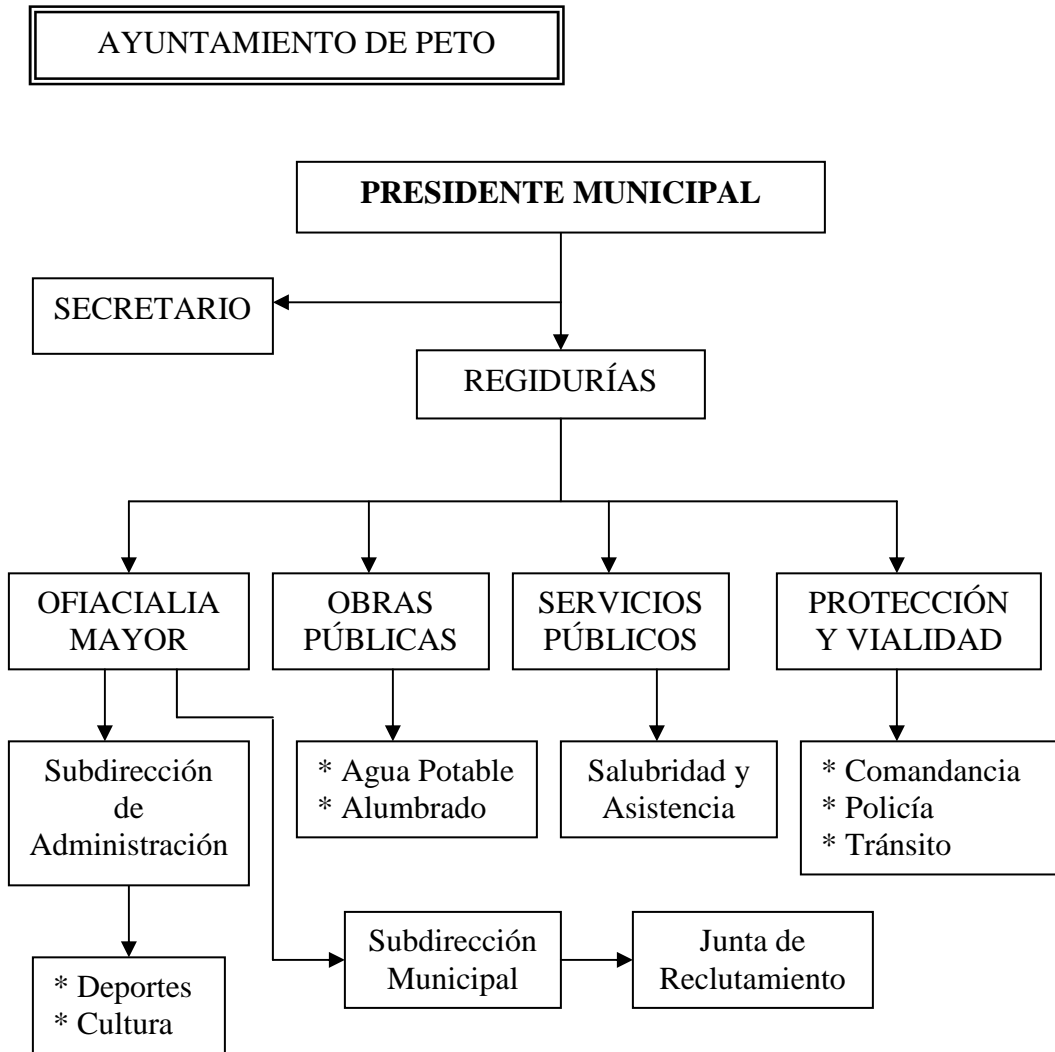 AYUNTAMIENTO DE PETO
PRESIDENTE MUNICIPAL
SECRETARIO
REGIDURÍAS
OFIACIALIA
MAYOR
OBRAS
PÚBLICAS
SERVICIOS
PÚBLICOS
PROTECCIÓN
Y VIALIDAD
Subdirección
de
Administración
* Agua Potable
* Alumbrado
Salubridad y
Asistencia
* Comandancia
* Policía
* Tránsito
Subdirección
Municipal
Junta de
Reclutamiento
* Deportes
* Cultura